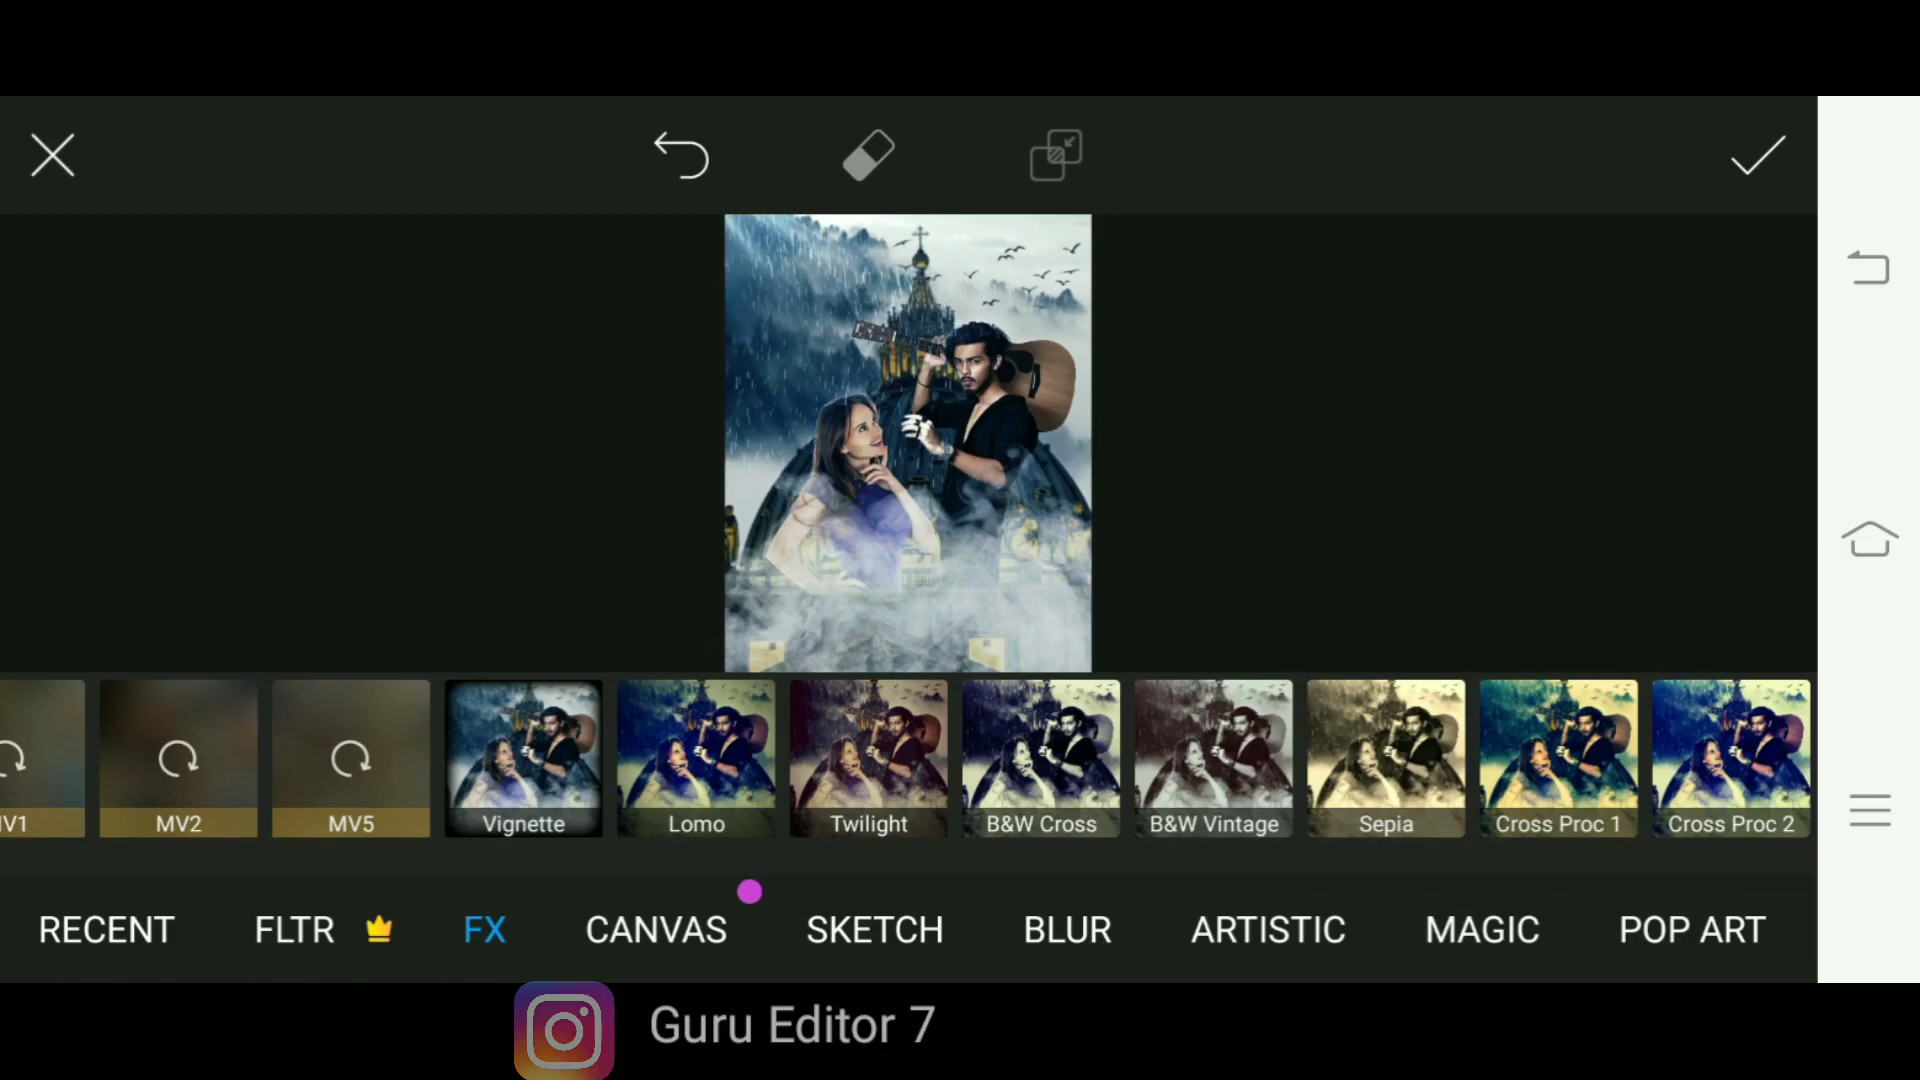 V1
MV2
MV5
Vignette
Lomo
Twilight
B&W Cross
B&W Vintage
Sepia
Cross Proc 1
Cross Proc 2
RECENT
FLTR
FX
CANVAS
SKETCH
BLUR
ARTISTIC
MAGIC
POP ART
Guru Editor 7